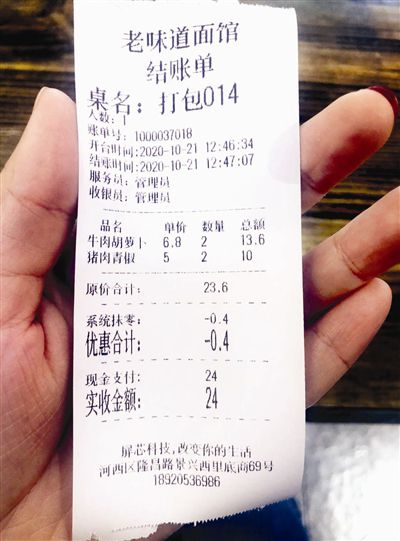 老味道面馆
结账单
桌名：打包014
人数：1
账单号：1000037018
开台时间:2020-10-21 12:46:34
结账时间:2020-10-21 12:47:07
服务员：管理员
收银员：管理员
品名 单价 数量 总额
牛肉胡萝卜 6.8 2 13.6
猪肉青椒 5 2 10
原价合计： 23.6
系统抹零： -0.4
优惠合计： -0.4
现金支付： 24
实收金额： 24
屏芯科技,改变你的生活
河西区隆昌路景兴西里底商69号
18920536986